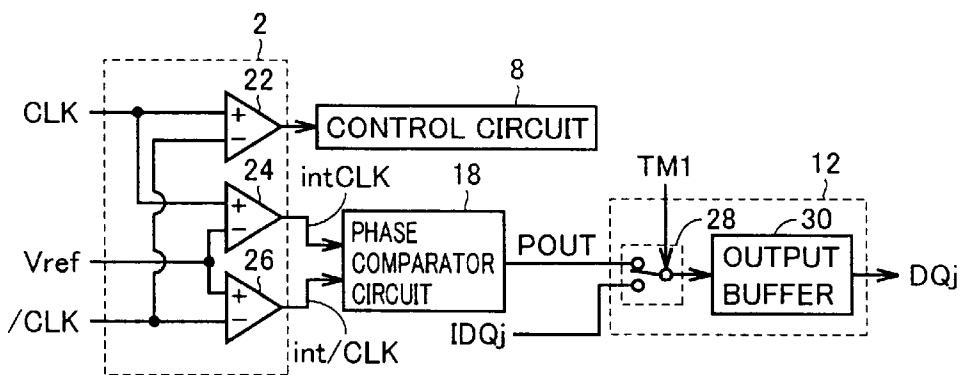 2
22
8
CLK
CONTROL CIRCUIT
+
−
24
intCLK
18
TM1
12
+
−
PHASE
COMPARATOR
CIRCUIT
POUT
28
30
OUTPUT
BUFFER
DQj
Vref
26
+
−
/CLK
int/CLK
IDQj